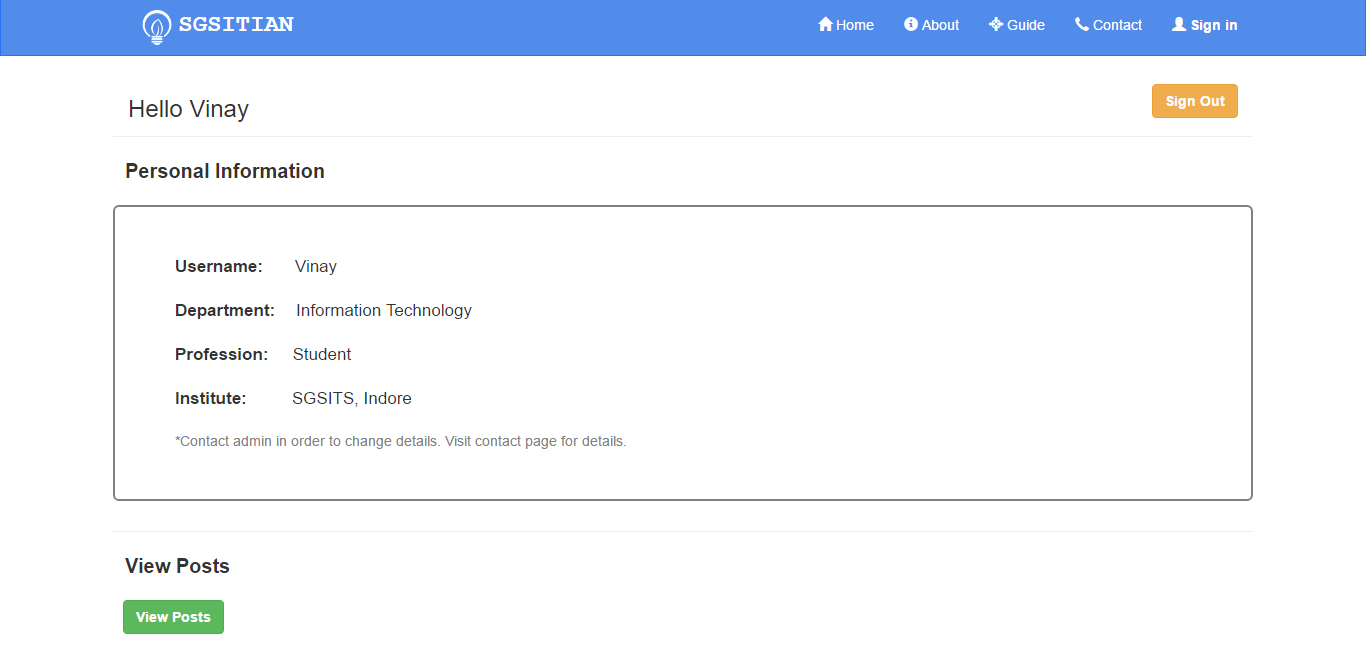 SGSITIAN Home About Guide Contact Sign in
Hello Vinay Sign Out
Personal Information
Username: Vinay
Department: Information Technology
Profession: Student
Institute: SGSITS, Indore
*Contact admin in order to change details. Visit contact page for details.
View Posts
View Posts